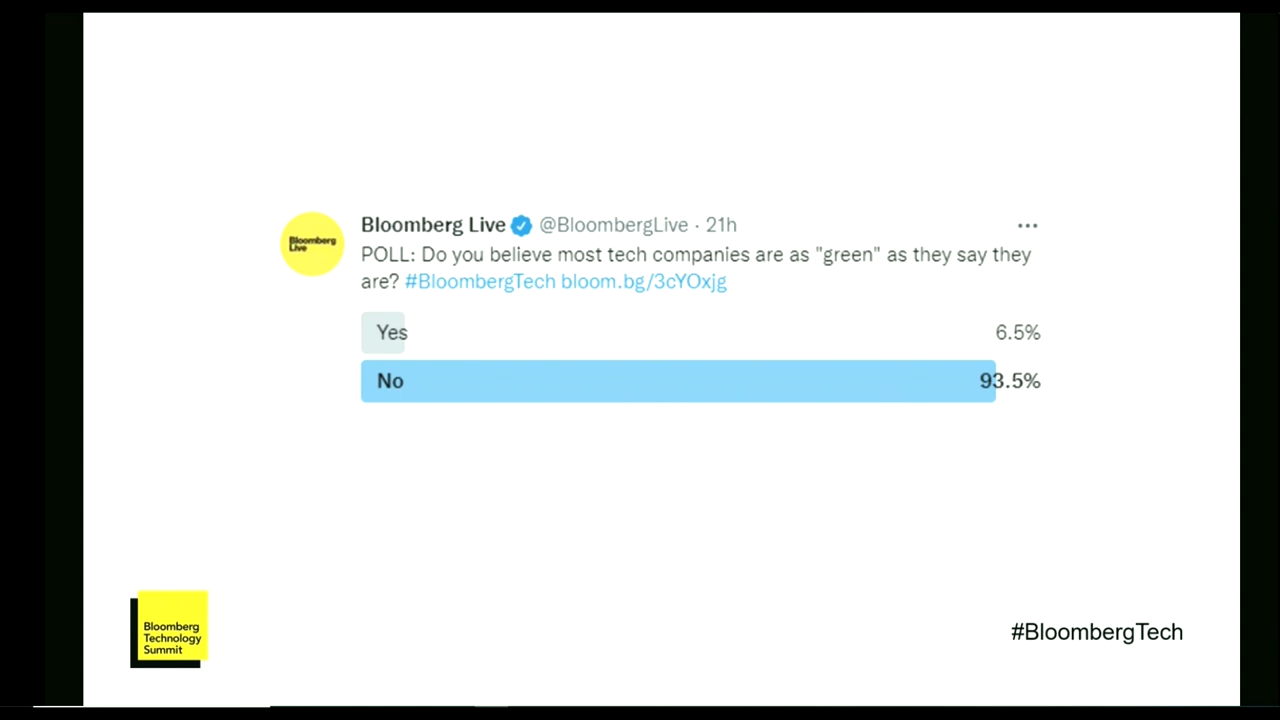 Bloomberg Live @BloombergLive · 21h
Bloomberg
Live
POLL: Do you believe most tech companies are as "green" as they say they
are? #BloombergTech bloom.bg/3cYOxjg
Yes 6.5%
No 93.5%
Bloomberg
Technology
Summit
#BloombergTech